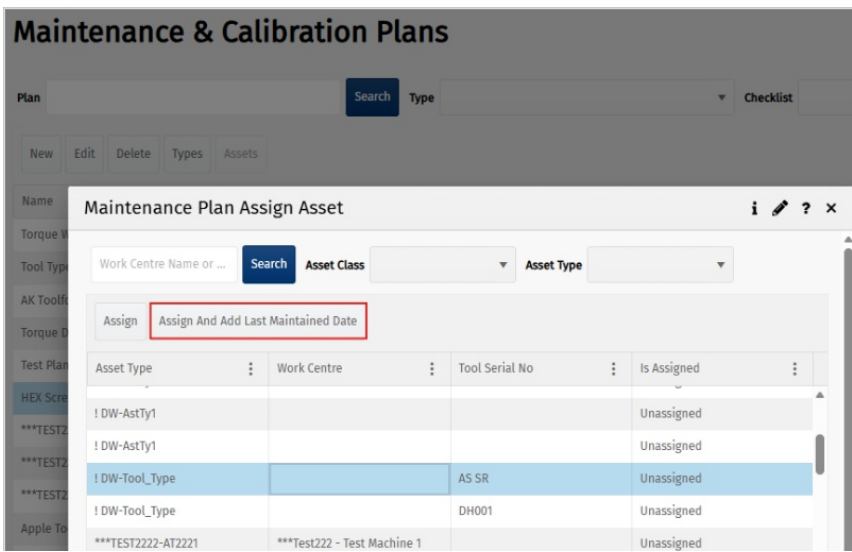 Maintenance & Calibration Plans
Plan Search Type Checklist
New Edit Delete Types Assets
Name
Torque W
Tool Type
AK Toolfo
Torque D
Test Plan
HEX Scre
***TEST2
***TEST2
***TEST2
Apple To
Maintenance Plan Assign Asset i ? ×
Work Centre Name or ... Search Asset Class Asset Type
Assign Assign And Add Last Maintained Date
Asset Type Work Centre Tool Serial No Is Assigned
! DW-AstTy1 Unassigned
! DW-AstTy1 Unassigned
! DW-Tool_Type AS SR Unassigned
! DW-Tool_Type DH001 Unassigned
***TEST2222-AT2221 ***Test222 - Test Machine 1 Unassigned